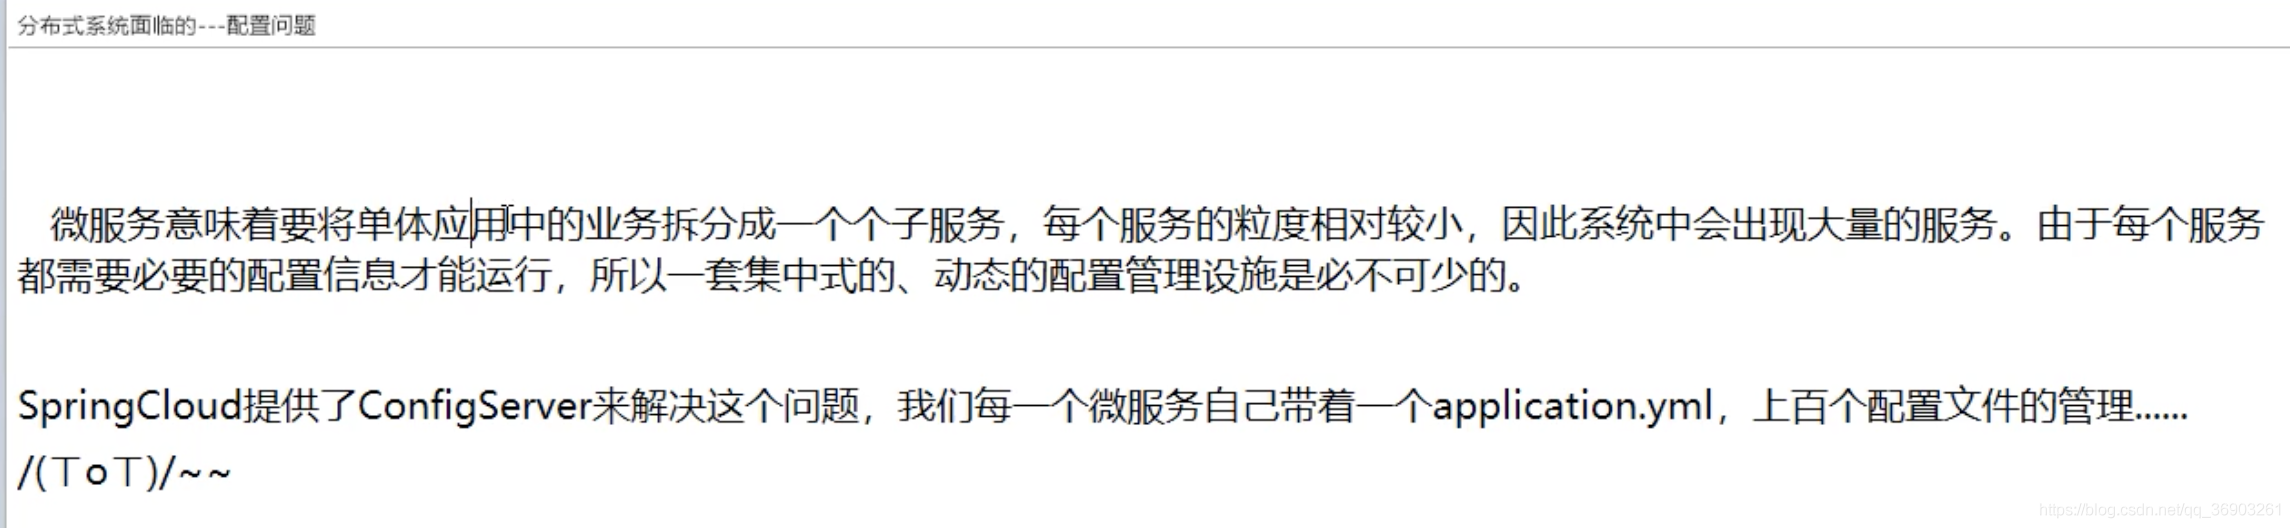 分布式系统面临的---配置问题
微服务意味着要将单体应用中的业务拆分成一个个子服务，每个服务的粒度相对较小，因此系统中会出现大量的服务。由于每个服务
都需要必要的配置信息才能运行，所以一套集中式的、动态的配置管理设施是必不可少的。
SpringCloud提供了ConfigServer来解决这个问题，我们每一个微服务自己带着一个application.yml，上百个配置文件的管理......
/(ㄒoㄒ)/~~
https://blog.csdn.net/qq_36903261